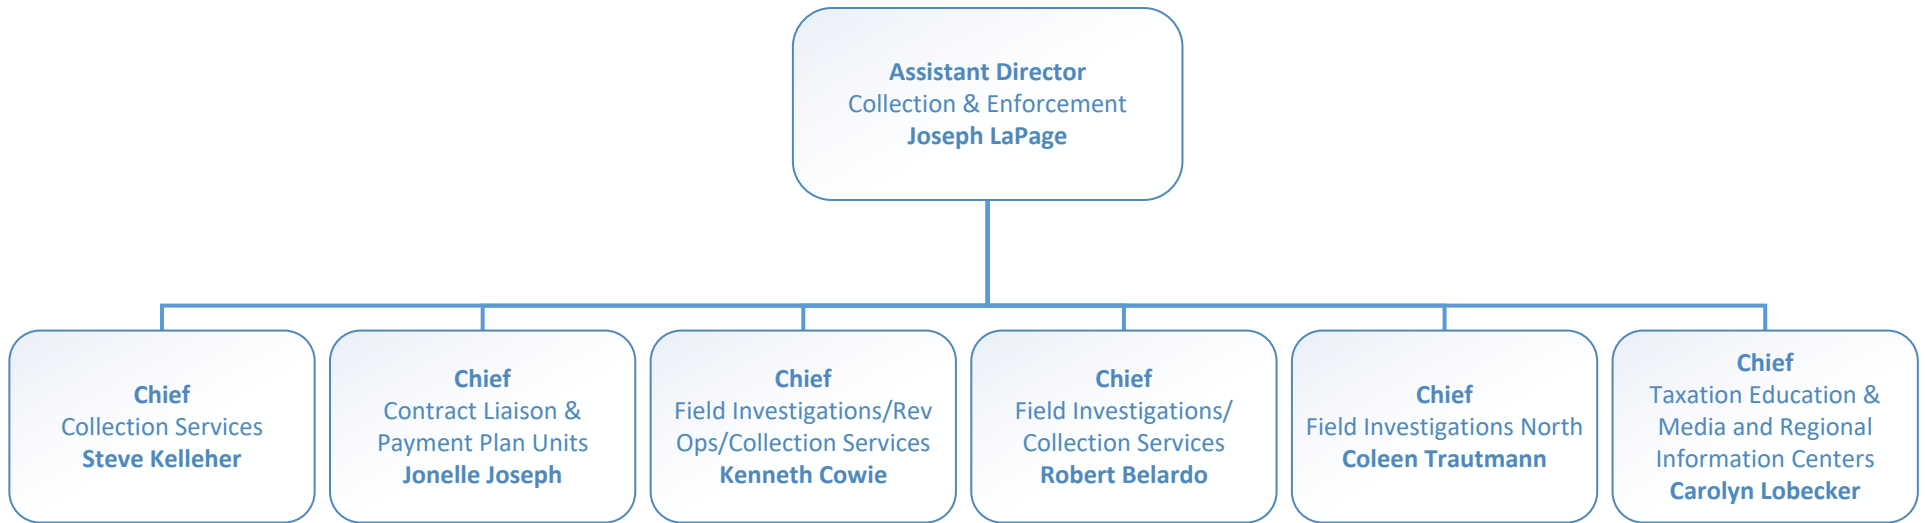 Assistant Director
Collection & Enforcement
Joseph LaPage
Chief
Collection Services
Steve Kelleher
Chief
Contract Liaison &
Payment Plan Units
Jonelle Joseph
Chief
Field Investigations/Rev
Ops/Collection Services
Kenneth Cowie
Chief
Field Investigations/
Collection Services
Robert Belardo
Chief
Field Investigations North
Coleen Trautmann
Chief
Taxation Education &
Media and Regional
Information Centers
Carolyn Lobecker